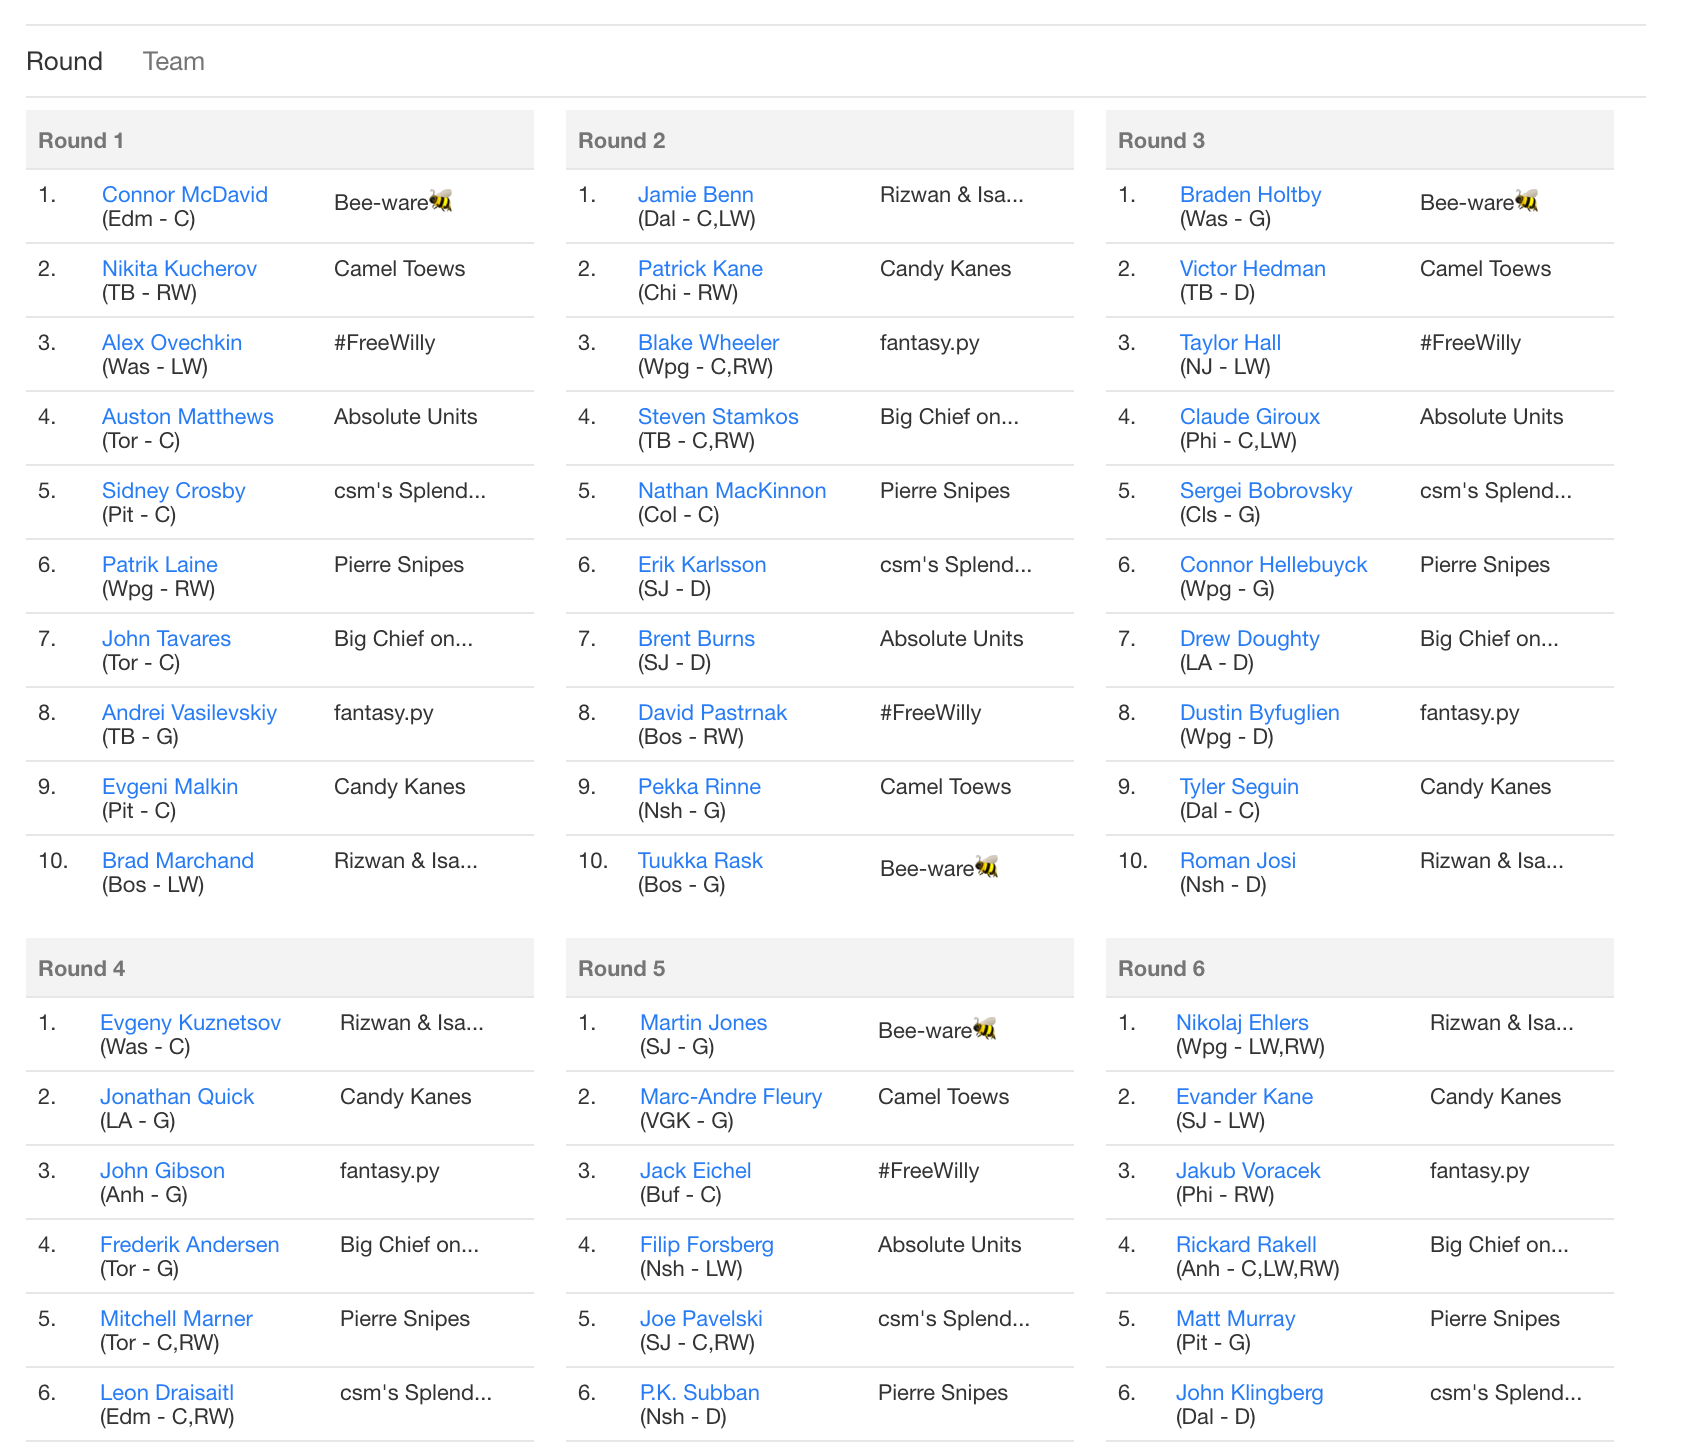 Round Team
Round 1
1. Connor McDavid Bee-ware🐝
(Edm - C)
2. Nikita Kucherov Camel Toews
(TB - RW)
3. Alex Ovechkin #FreeWilly
(Was - LW)
4. Auston Matthews Absolute Units
(Tor - C)
5. Sidney Crosby csm's Splend...
(Pit - C)
6. Patrik Laine Pierre Snipes
(Wpg - RW)
7. John Tavares Big Chief on...
(Tor - C)
8. Andrei Vasilevskiy fantasy.py
(TB - G)
9. Evgeni Malkin Candy Kanes
(Pit - C)
10. Brad Marchand Rizwan & Isa...
(Bos - LW)
Round 2
1. Jamie Benn Rizwan & Isa...
(Dal - C,LW)
2. Patrick Kane Candy Kanes
(Chi - RW)
3. Blake Wheeler fantasy.py
(Wpg - C,RW)
4. Steven Stamkos Big Chief on...
(TB - C,RW)
5. Nathan MacKinnon Pierre Snipes
(Col - C)
6. Erik Karlsson csm's Splend...
(SJ - D)
7. Brent Burns Absolute Units
(SJ - D)
8. David Pastrnak #FreeWilly
(Bos - RW)
9. Pekka Rinne Camel Toews
(Nsh - G)
10. Tuukka Rask Bee-ware🐝
(Bos - G)
Round 3
1. Braden Holtby Bee-ware🐝
(Was - G)
2. Victor Hedman Camel Toews
(TB - D)
3. Taylor Hall #FreeWilly
(NJ - LW)
4. Claude Giroux Absolute Units
(Phi - C,LW)
5. Sergei Bobrovsky csm's Splend...
(Cls - G)
6. Connor Hellebuyck Pierre Snipes
(Wpg - G)
7. Drew Doughty Big Chief on...
(LA - D)
8. Dustin Byfuglien fantasy.py
(Wpg - D)
9. Tyler Seguin Candy Kanes
(Dal - C)
10. Roman Josi Rizwan & Isa...
(Nsh - D)
Round 4
1. Evgeny Kuznetsov Rizwan & Isa...
(Was - C)
2. Jonathan Quick Candy Kanes
(LA - G)
3. John Gibson fantasy.py
(Anh - G)
4. Frederik Andersen Big Chief on...
(Tor - G)
5. Mitchell Marner Pierre Snipes
(Tor - C,RW)
6. Leon Draisaitl csm's Splend...
(Edm - C,RW)
Round 5
1. Martin Jones Bee-ware🐝
(SJ - G)
2. Marc-Andre Fleury Camel Toews
(VGK - G)
3. Jack Eichel #FreeWilly
(Buf - C)
4. Filip Forsberg Absolute Units
(Nsh - LW)
5. Joe Pavelski csm's Splend...
(SJ - C,RW)
6. P.K. Subban Pierre Snipes
(Nsh - D)
Round 6
1. Nikolaj Ehlers Rizwan & Isa...
(Wpg - LW,RW)
2. Evander Kane Candy Kanes
(SJ - LW)
3. Jakub Voracek fantasy.py
(Phi - RW)
4. Rickard Rakell Big Chief on...
(Anh - C,LW,RW)
5. Matt Murray Pierre Snipes
(Pit - G)
6. John Klingberg csm's Splend...
(Dal - D)